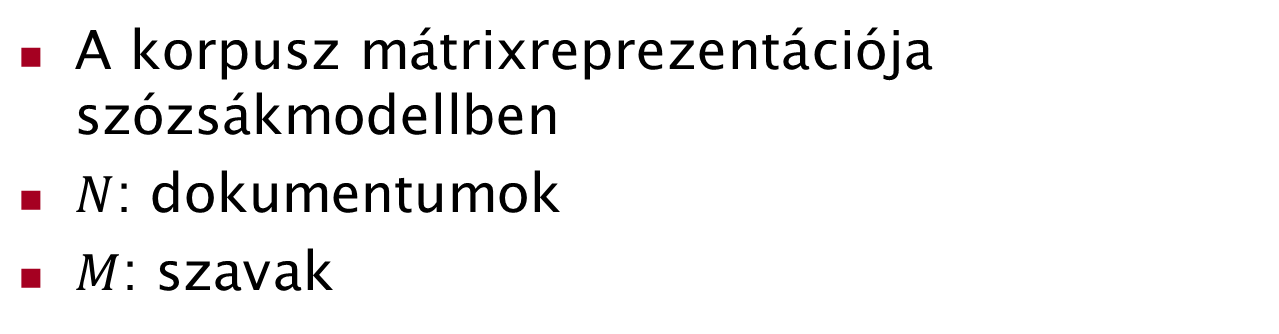 ▪ A korpusz mátrixreprezentációja
szózsákmodellben
▪ N: dokumentumok
▪ M: szavak